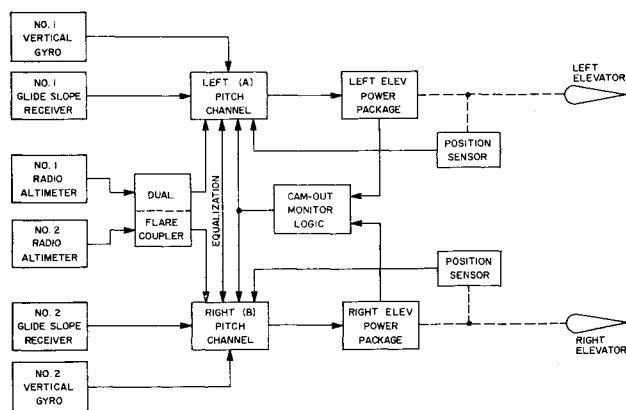 NO. 1
VERTICAL
GYRO
NO. 1
GLIDE SLOPE
RECEIVER
LEFT (A)
PITCH
CHANNEL
LEFT ELEV
POWER
PACKAGE
LEFT
ELEVATOR
POSITION
SENSOR
NO. 1
RADIO
ALTIMETER
DUAL
FLARE
COUPLER
EQUALIZATION
CAM-OUT
MONITOR
LOGIC
NO. 2
RADIO
ALTIMETER
POSITION
SENSOR
NO. 2
GLIDE SLOPE
RECEIVER
RIGHT (B)
PITCH
CHANNEL
RIGHT ELEV
POWER
PACKAGE
RIGHT
ELEVATOR
NO. 2
VERTICAL
GYRO